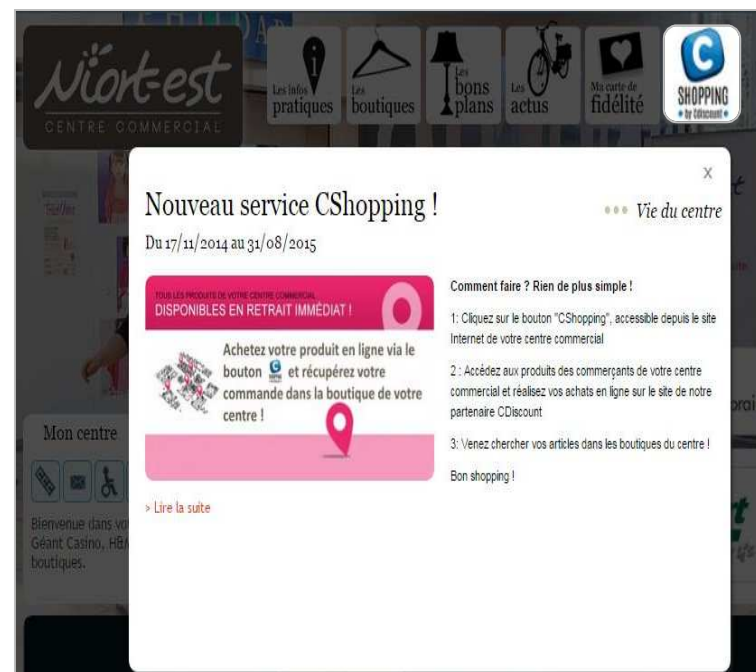 Niort-est
CENTRE COMMERCIAL
Les infos
pratiques
Les
boutiques
Les
bons
plans
Les
actus
Ma carte de
fidélité
C
SHOPPING
by Cdiscount
x
Nouveau service CShopping !
Vie du centre
Du 17/11/2014 au 31/08/2015
TOUS LES PRODUITS DE VOTRE CENTRE COMMERCIAL
DISPONIBLES EN RETRAIT IMMÉDIAT !
Achetez votre produit en ligne via le
bouton C et récupérez votre
commande dans la boutique de votre
centre !
> Lire la suite
Comment faire ? Rien de plus simple !
1: Cliquez sur le bouton "CShopping", accessible depuis le site
Internet de votre centre commercial
2 : Accédez aux produits des commerçants de votre centre
commercial et réalisez vos achats en ligne sur le site de notre
partenaire CDiscount
3: Venez chercher vos articles dans les boutiques du centre !
Bon shopping !
Mon centre
Bienvenue dans vo
Géant Casino, H&M
boutiques.